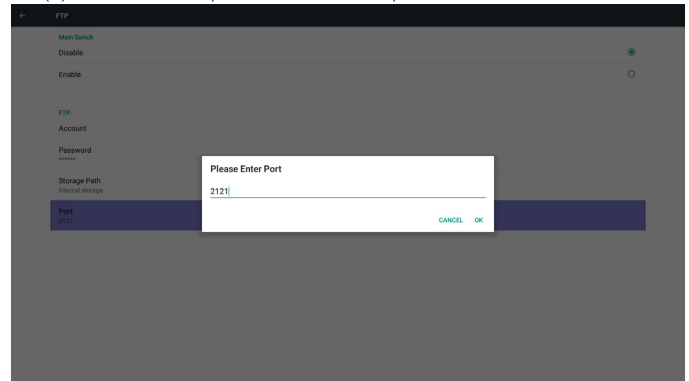 ← FTP
Main Switch
Disable
Enable
FTP
Account
Password
******
Storage Path
Internal storage
Port
2121
Please Enter Port
2121
CANCEL OK